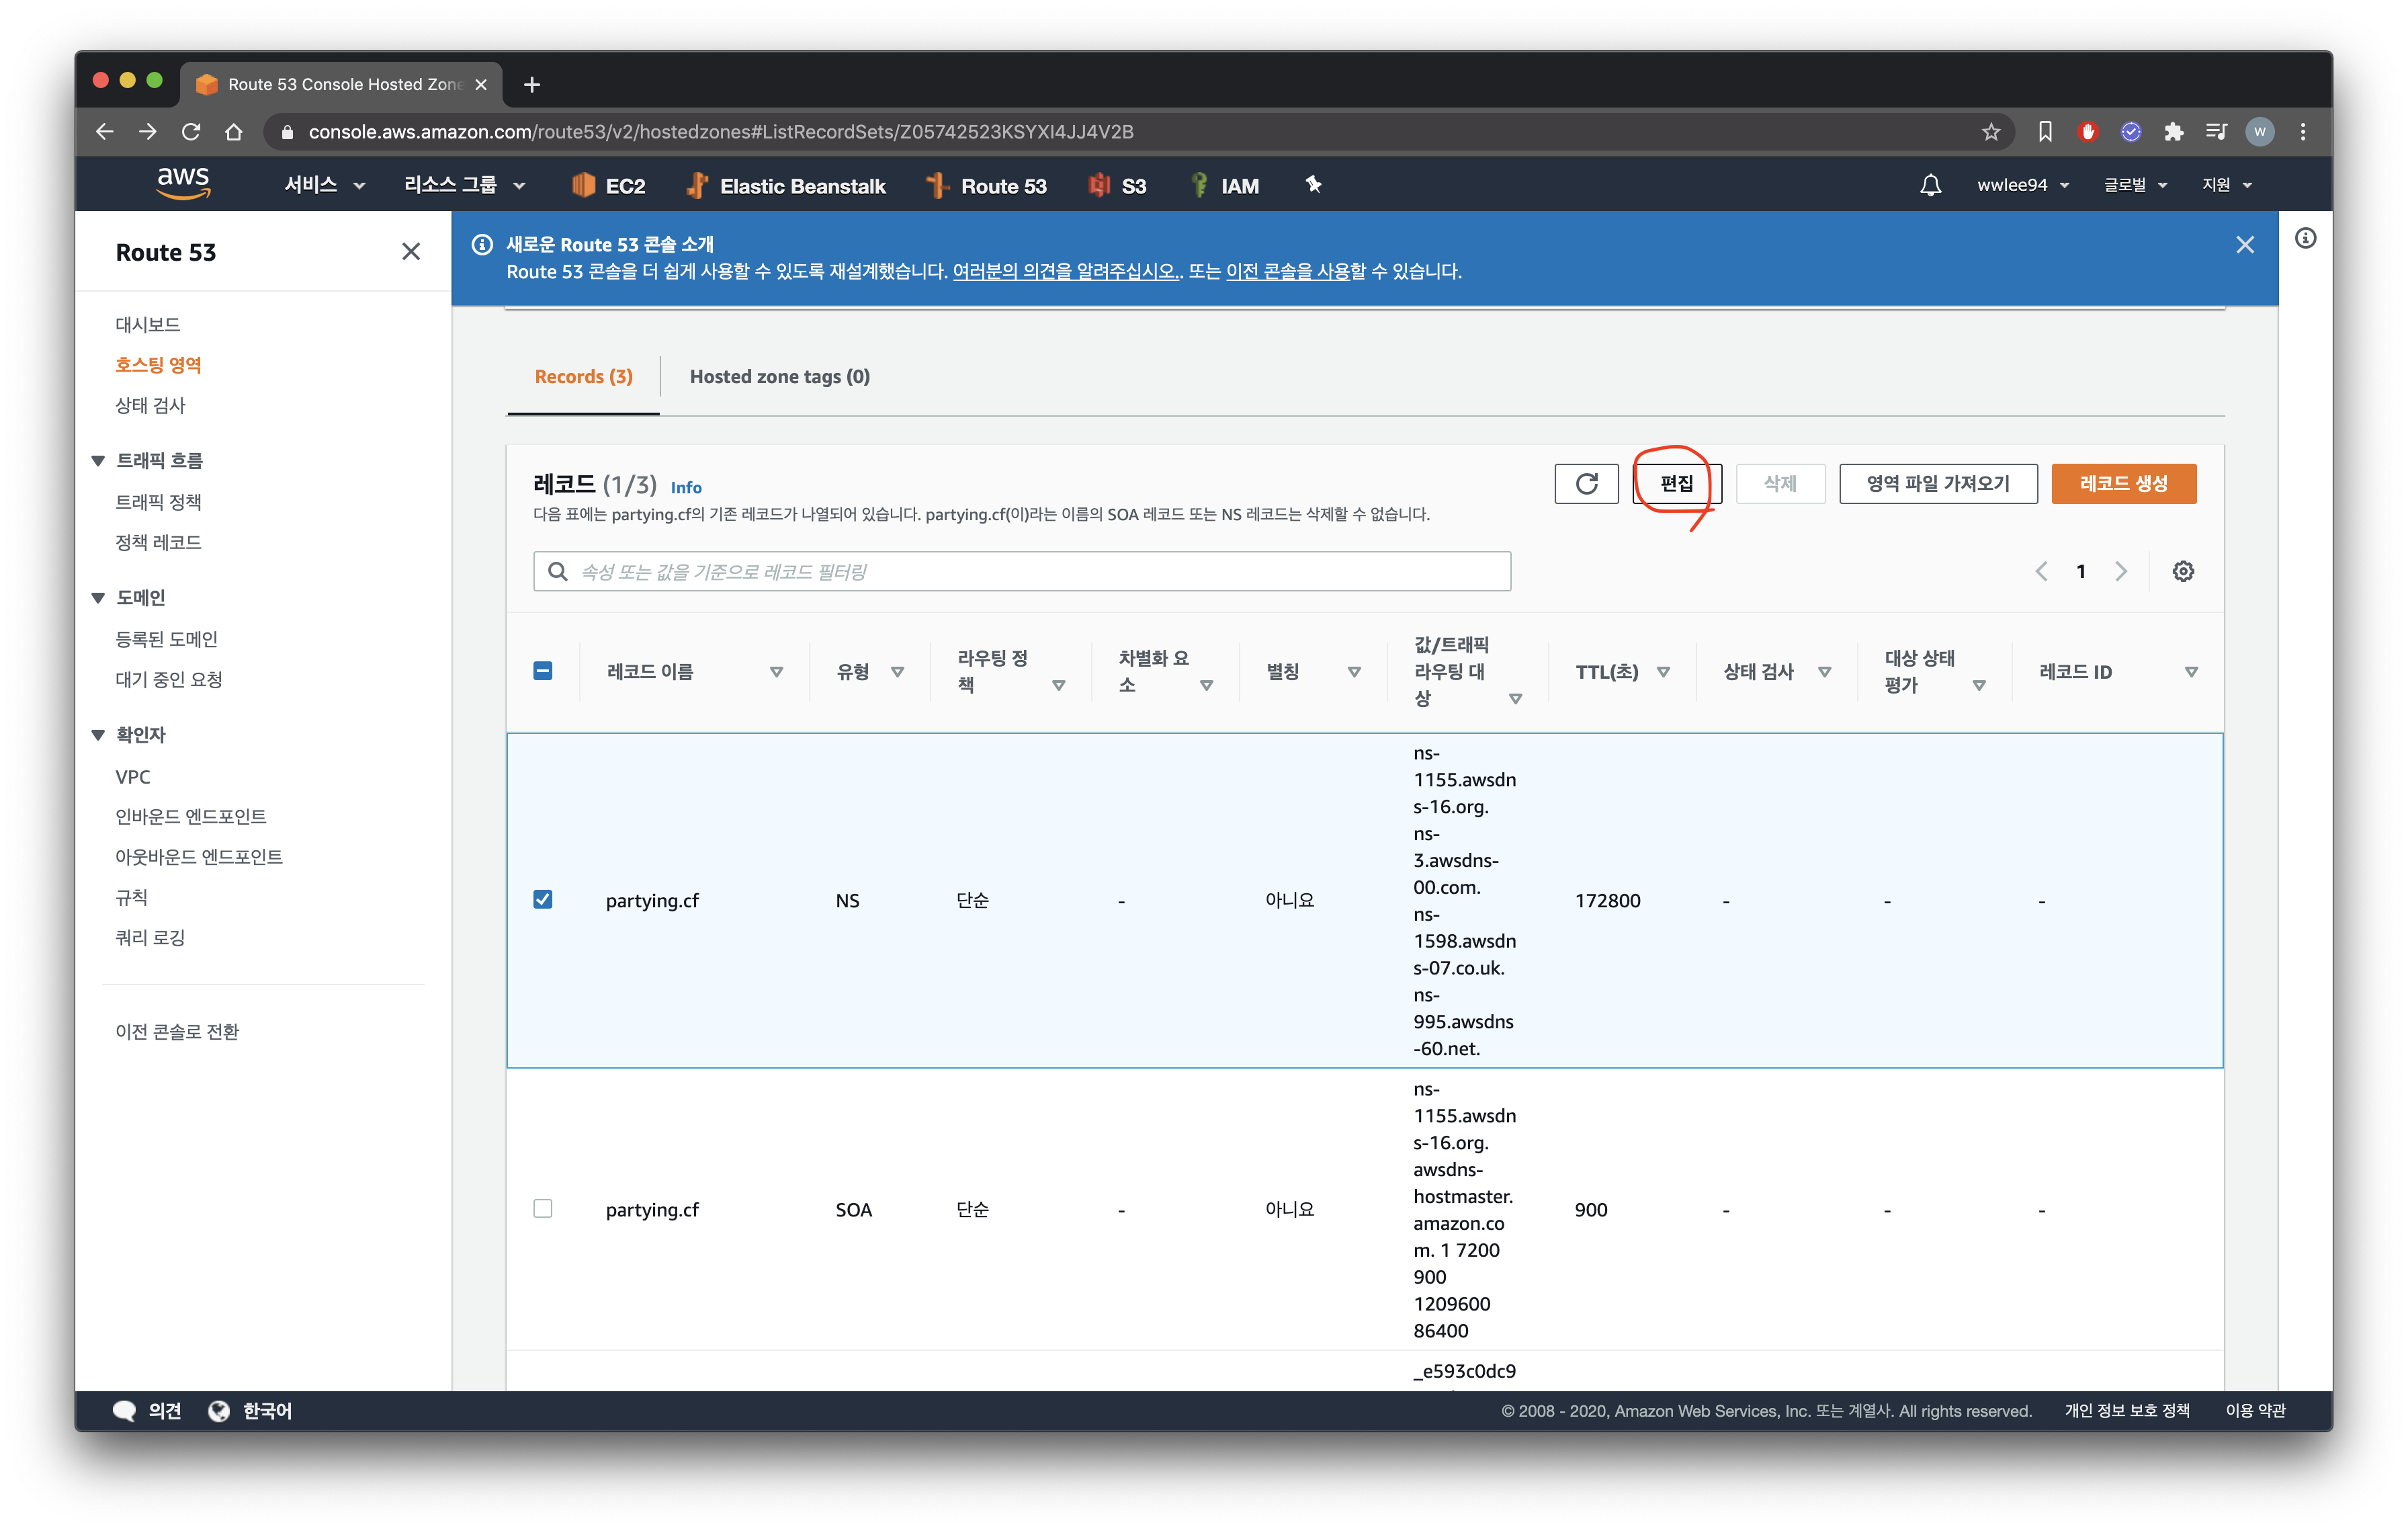 Route 53 Console Hosted Zone
console.aws.amazon.com/route53/v2/hostedzones#ListRecordSets/Z05742523KSYXI4JJ4V2B
W
aws 서비스 리소스 그룹 EC2 Elastic Beanstalk Route 53 S3 IAM wwlee94 글로벌 지원
Route 53
대시보드
호스팅 영역
상태 검사
트래픽 흐름
트래픽 정책
정책 레코드
도메인
등록된 도메인
대기 중인 요청
확인자
VPC
인바운드 엔드포인트
아웃바운드 엔드포인트
규칙
쿼리 로깅
이전 콘솔로 전환
새로운 Route 53 콘솔 소개
Route 53 콘솔을 더 쉽게 사용할 수 있도록 재설계했습니다. 여러분의 의견을 알려주십시오.. 또는 이전 콘솔을 사용할 수 있습니다.
Records (3) Hosted zone tags (0)
레코드 (1/3) Info
편집 삭제 영역 파일 가져오기 레코드 생성
다음 표에는 partying.cf의 기존 레코드가 나열되어 있습니다. partying.cf(이)라는 이름의 SOA 레코드 또는 NS 레코드는 삭제할 수 없습니다.
속성 또는 값을 기준으로 레코드 필터링
1
레코드 이름
유형
라우팅 정
책
차별화 요
소
별칭
값/트래픽
라우팅 대
상
TTL(초)
상태 검사
대상 상태
평가
레코드 ID
partying.cf NS 단순 - 아니요
ns-
1155.awsdn
s-16.org.
ns-
3.awsdns-
00.com.
ns-
1598.awsdn
s-07.co.uk.
ns-
995.awsdns
-60.net.
172800 - - -
partying.cf SOA 단순 - 아니요
ns-
1155.awsdn
s-16.org.
awsdns-
hostmaster.
amazon.co
m. 1 7200
900
1209600
86400
900 - - -
_e593c0dc9
의견 한국어
© 2008 - 2020, Amazon Web Services, Inc. 또는 계열사. All rights reserved. 개인 정보 보호 정책 이용 약관